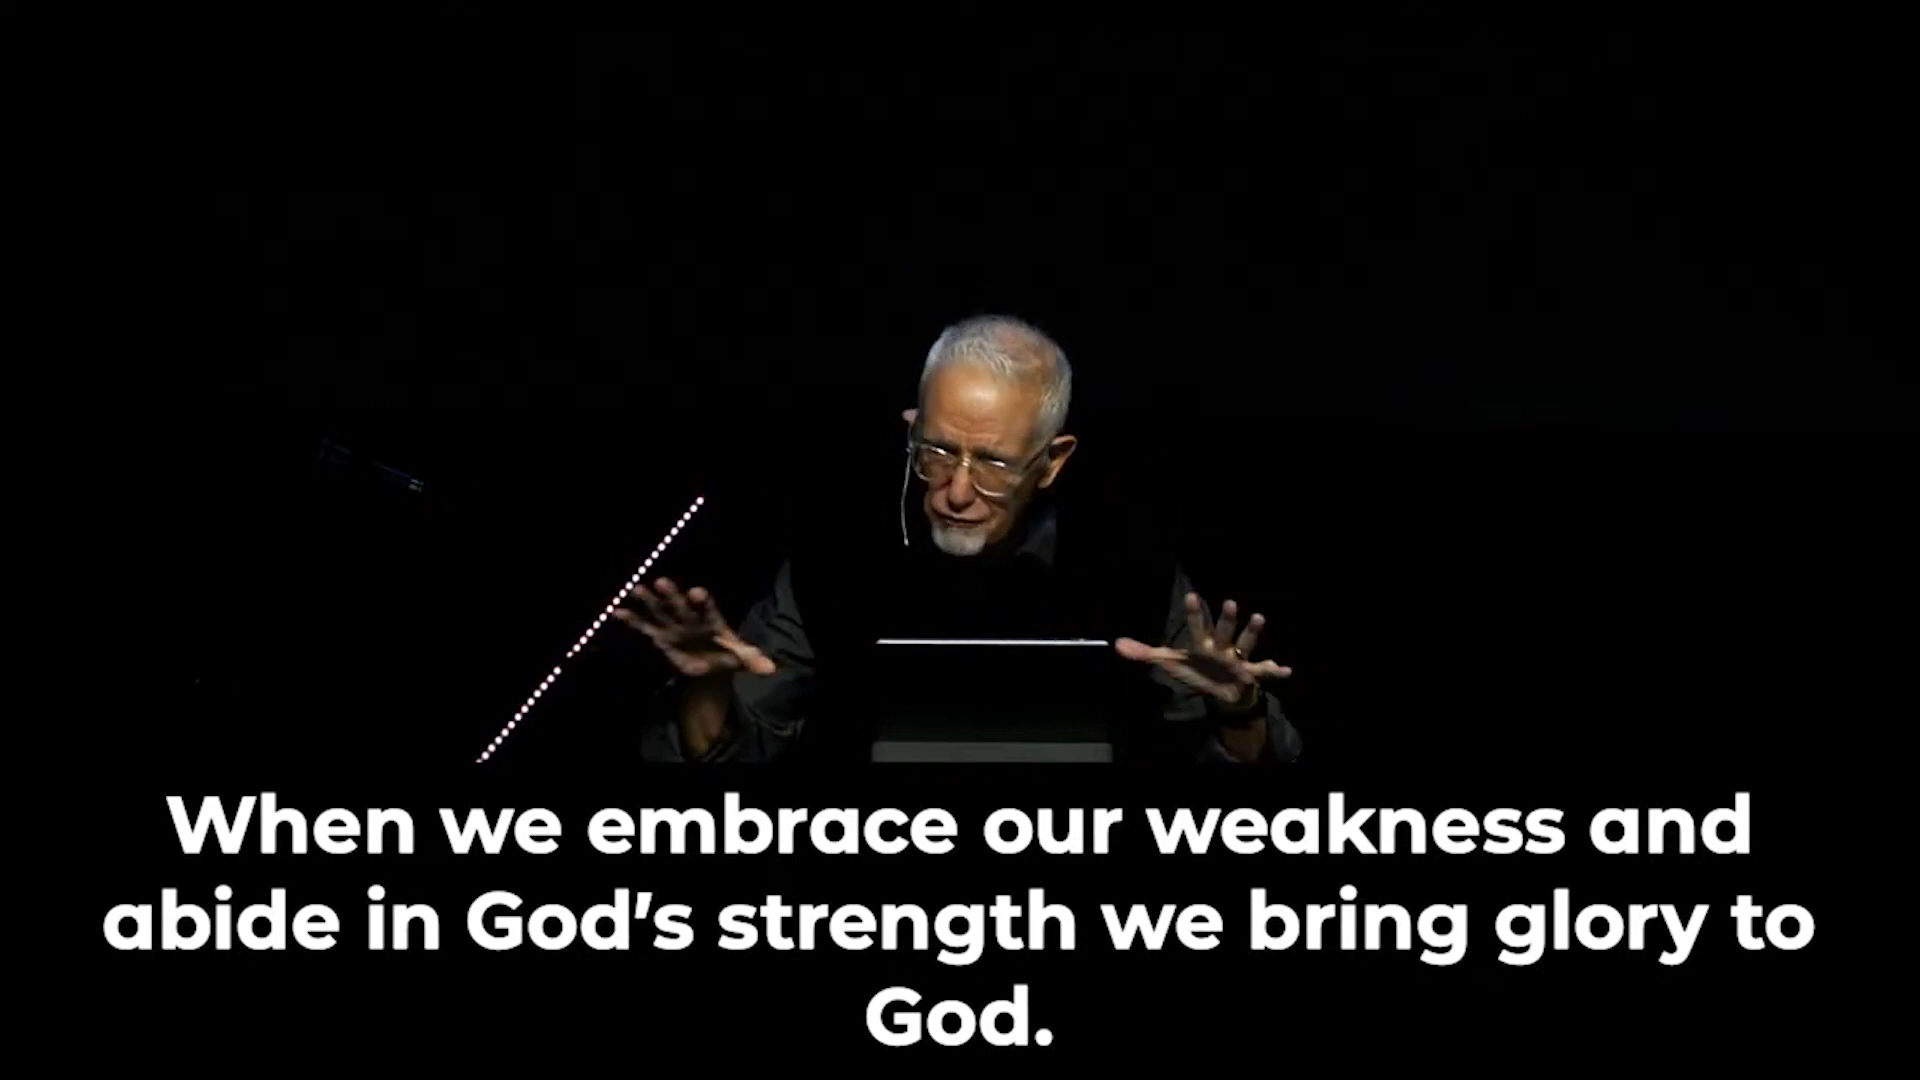 When we embrace our weakness and
abide in God's strength we bring glory to
God.